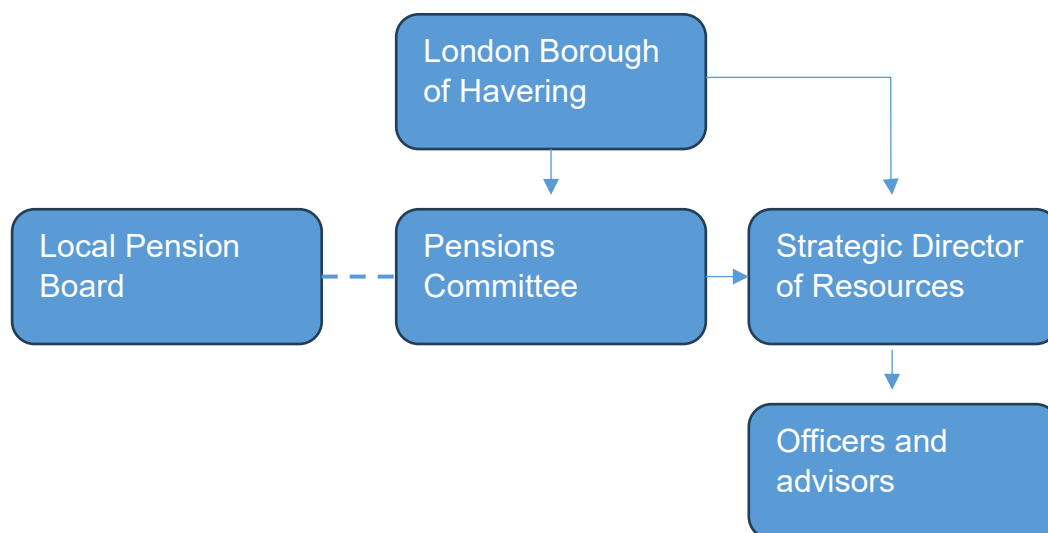 London Borough
of Havering
Local Pension
Board
Pensions
Committee
Strategic Director
of Resources
Officers and
advisors